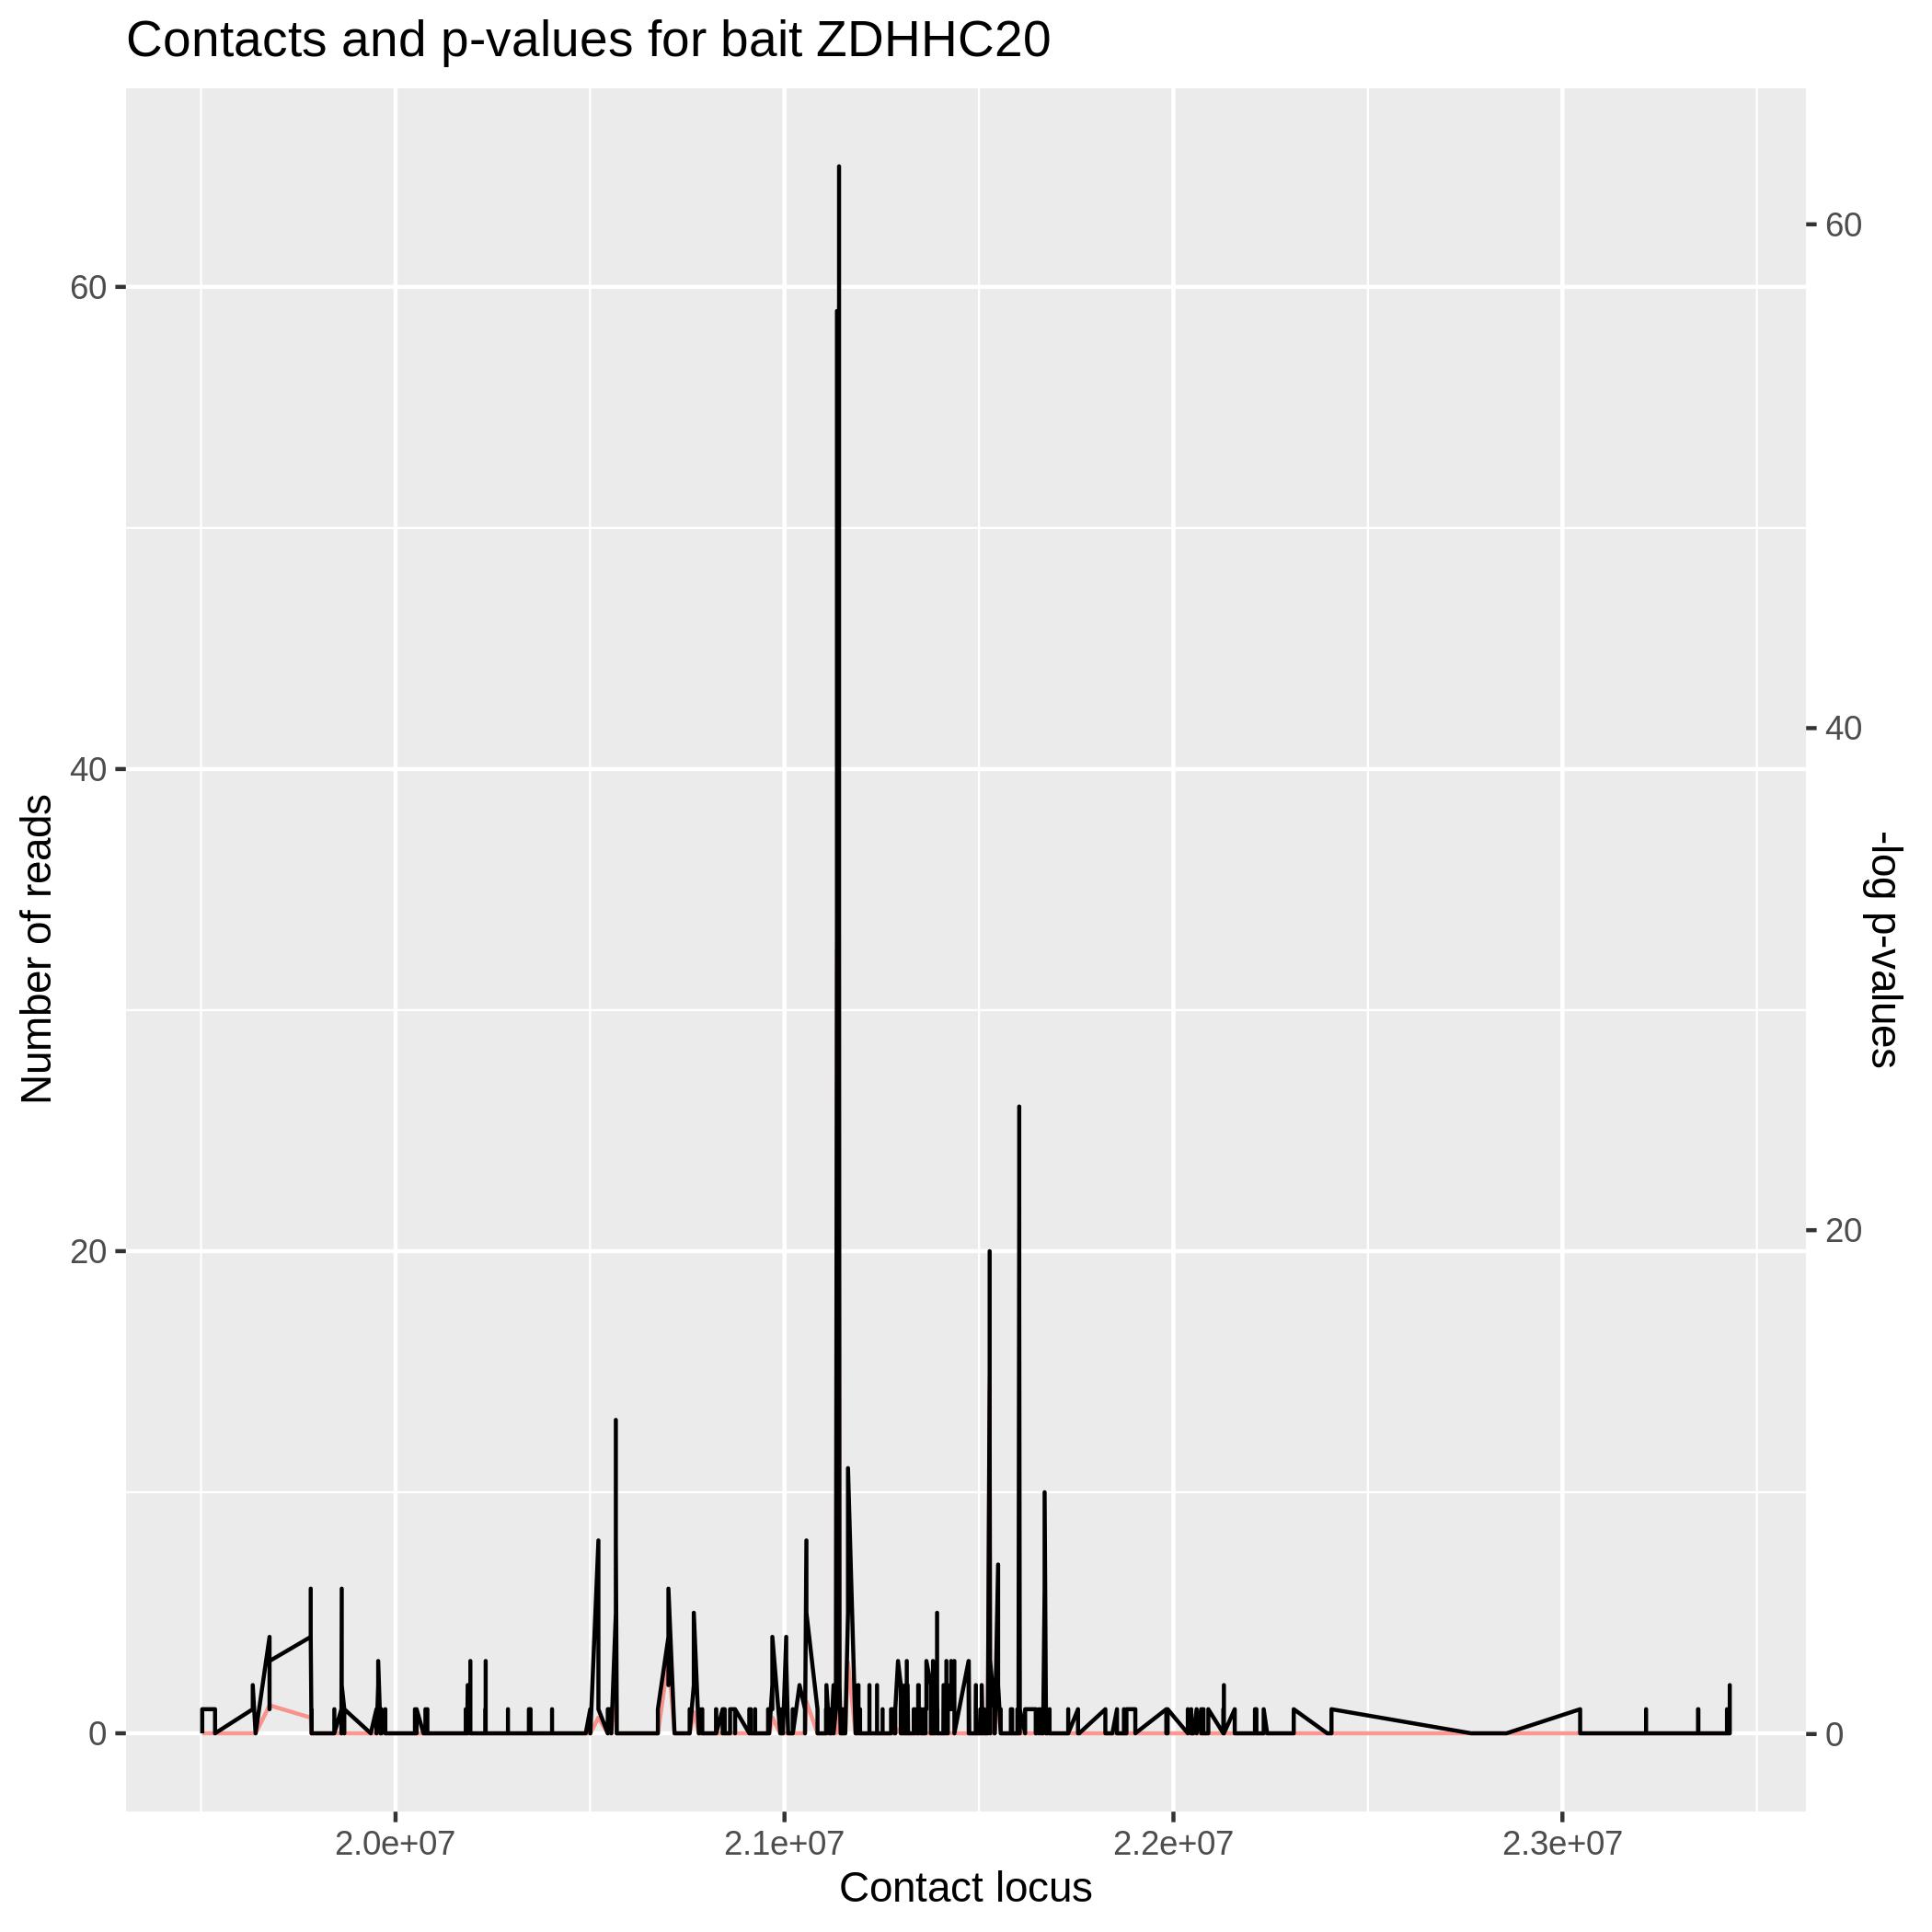 Contacts and p-values for bait ZDHHC20
60
40
20
0
Number of reads
60
40
20
0
-log p-values
2.0e+07
2.1e+07
2.2e+07
2.3e+07
Contact locus